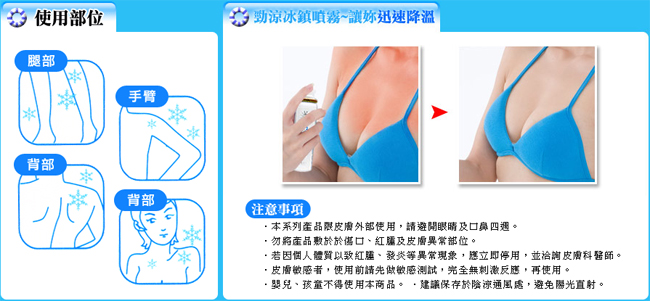 使用部位
腿部
手臂
背部
背部
勁涼冰鎮噴霧~讓妳迅速降溫
注意事項
．本系列產品限皮膚外部使用，請避開眼睛及口鼻四週。
．勿將產品敷於於傷口、紅腫及皮膚異常部位。
．若因個人體質以致紅腫、發炎等異常現象，應立即停用，並洽詢皮膚科醫師。
．皮膚敏感者，使用前請先做敏感測試，完全無刺激反應，再使用。
．嬰兒、孩童不得使用本商品。 ．建議保存於陰涼通風處，避免陽光直射。